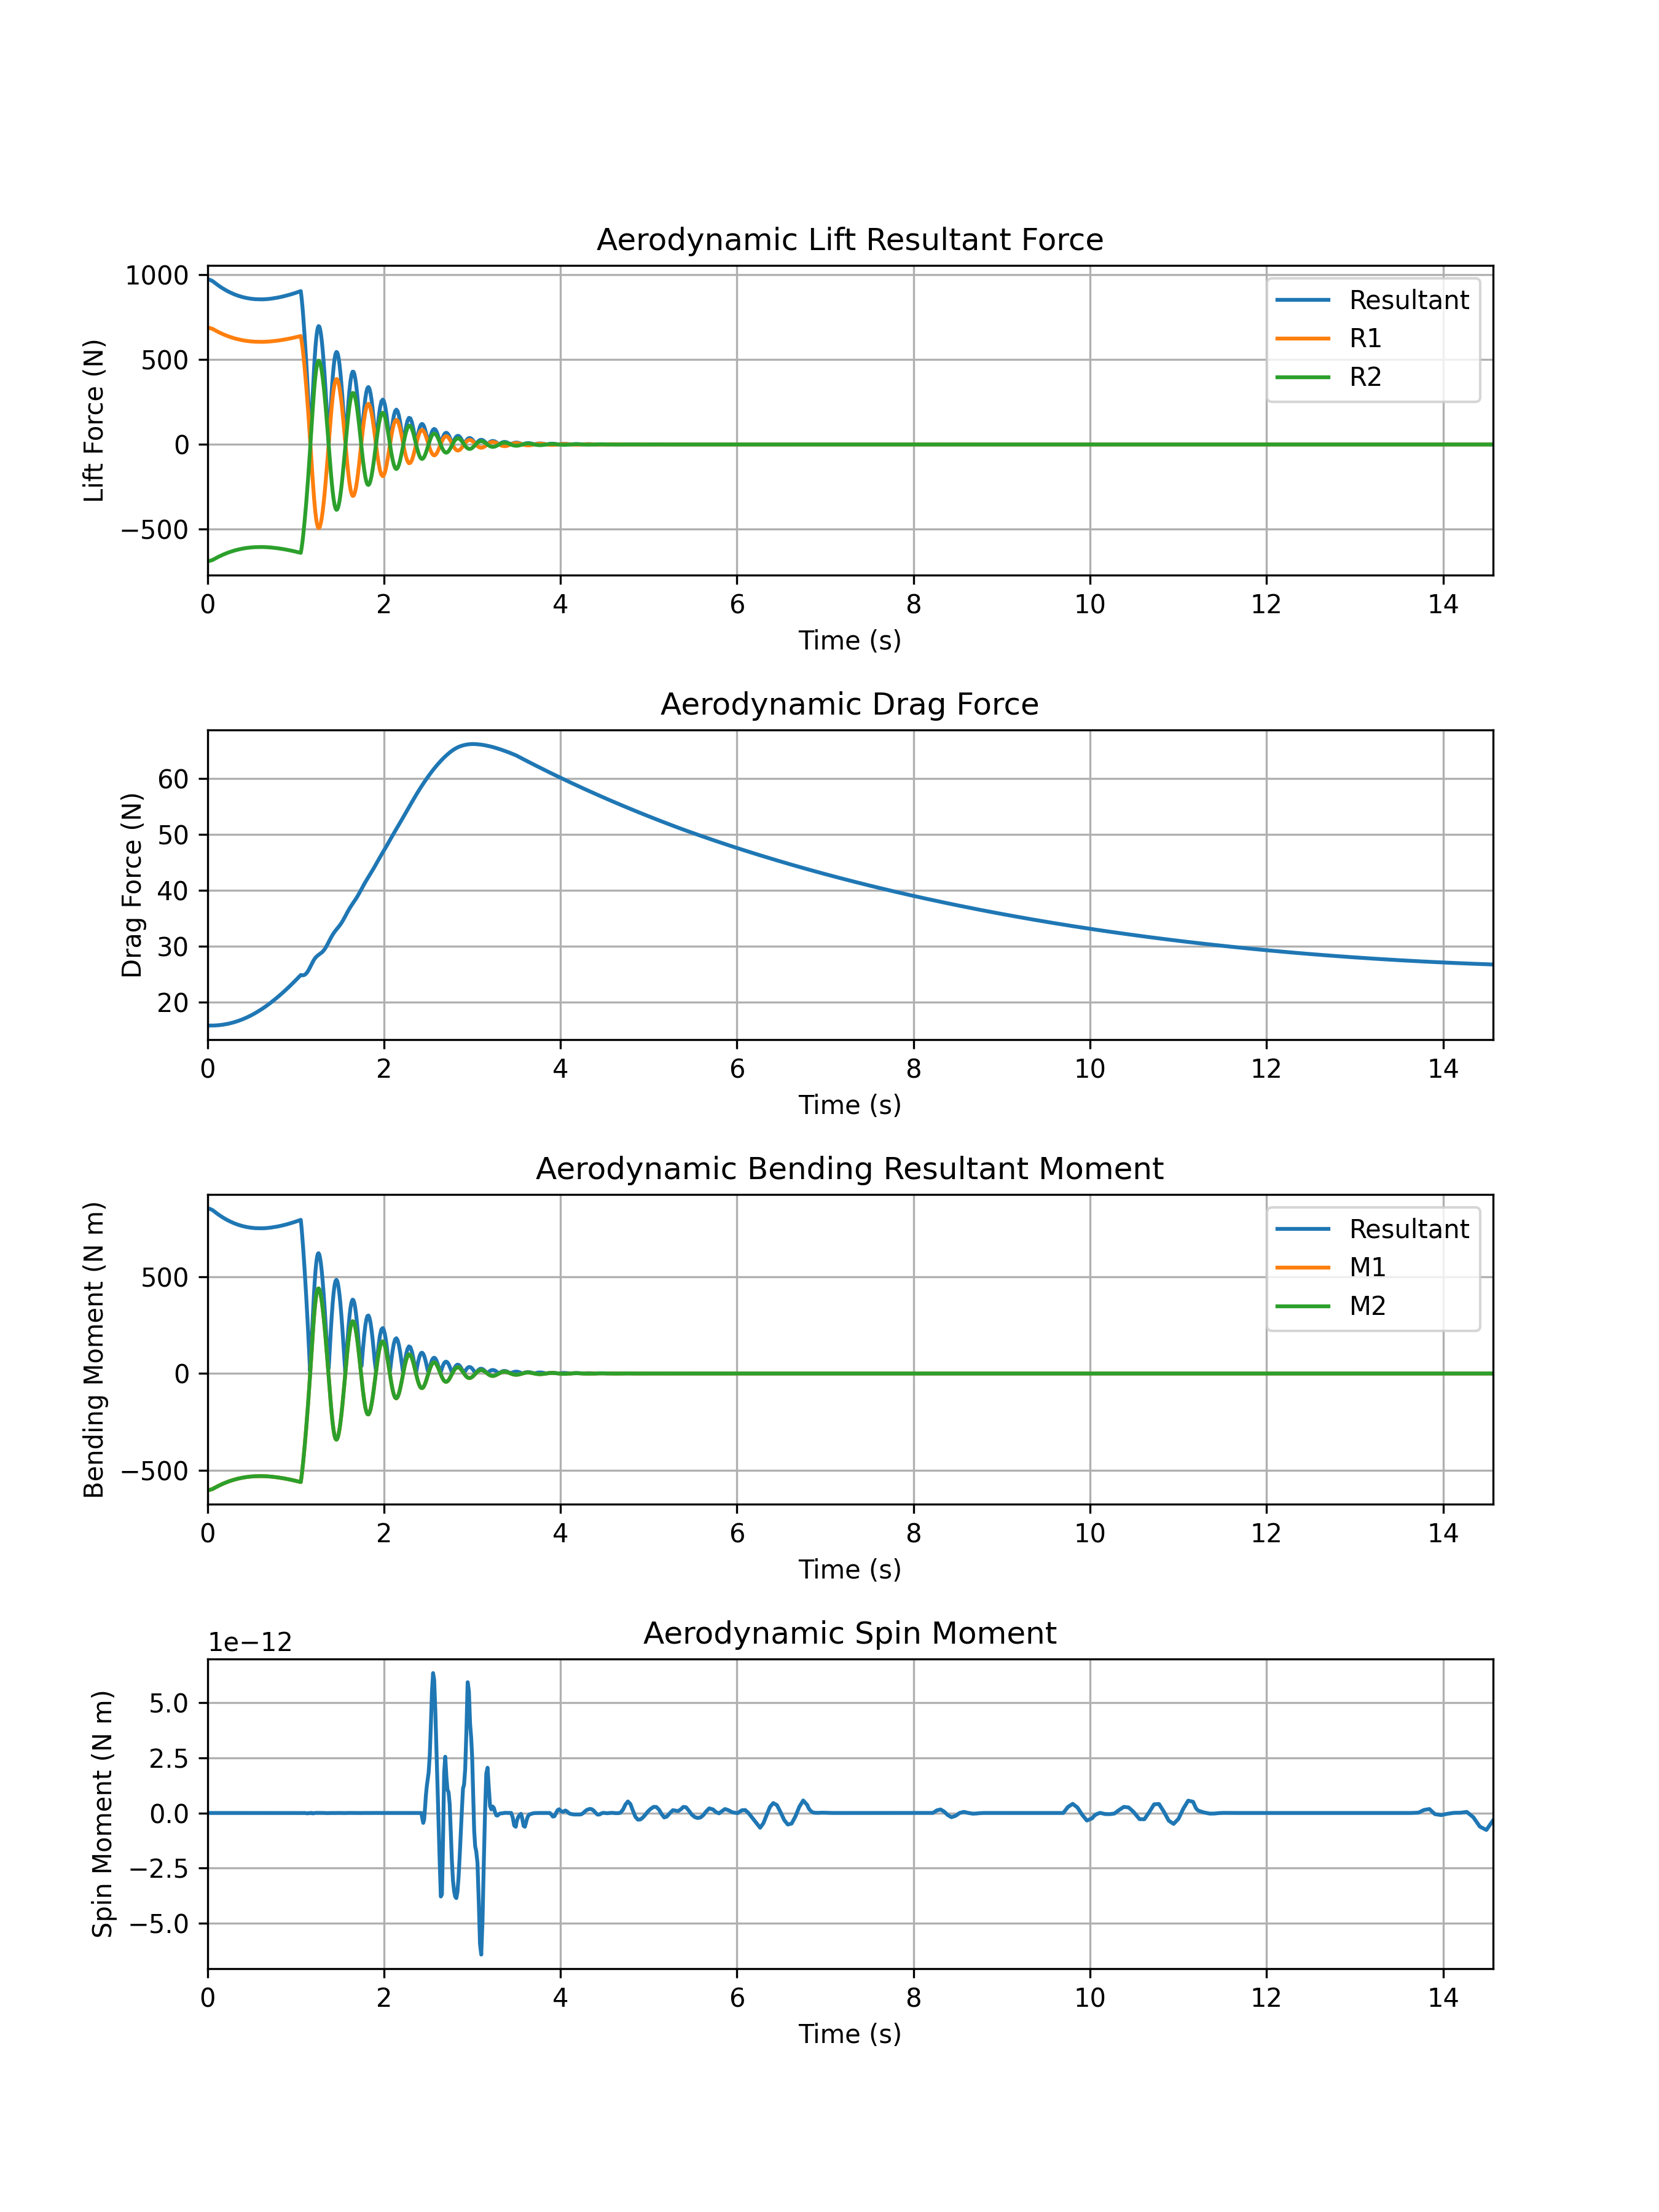 Aerodynamic Lift Resultant Force
Lift Force (N)
1000
500
0
−500
Resultant
R1
R2
0 2 4 6 8 10 12 14
Time (s)
Aerodynamic Drag Force
Drag Force (N)
60
50
40
30
20
0 2 4 6 8 10 12 14
Time (s)
Aerodynamic Bending Resultant Moment
Bending Moment (N m)
500
0
−500
Resultant
M1
M2
0 2 4 6 8 10 12 14
Time (s)
Aerodynamic Spin Moment
1e−12
Spin Moment (N m)
5.0
2.5
0.0
−2.5
−5.0
0 2 4 6 8 10 12 14
Time (s)